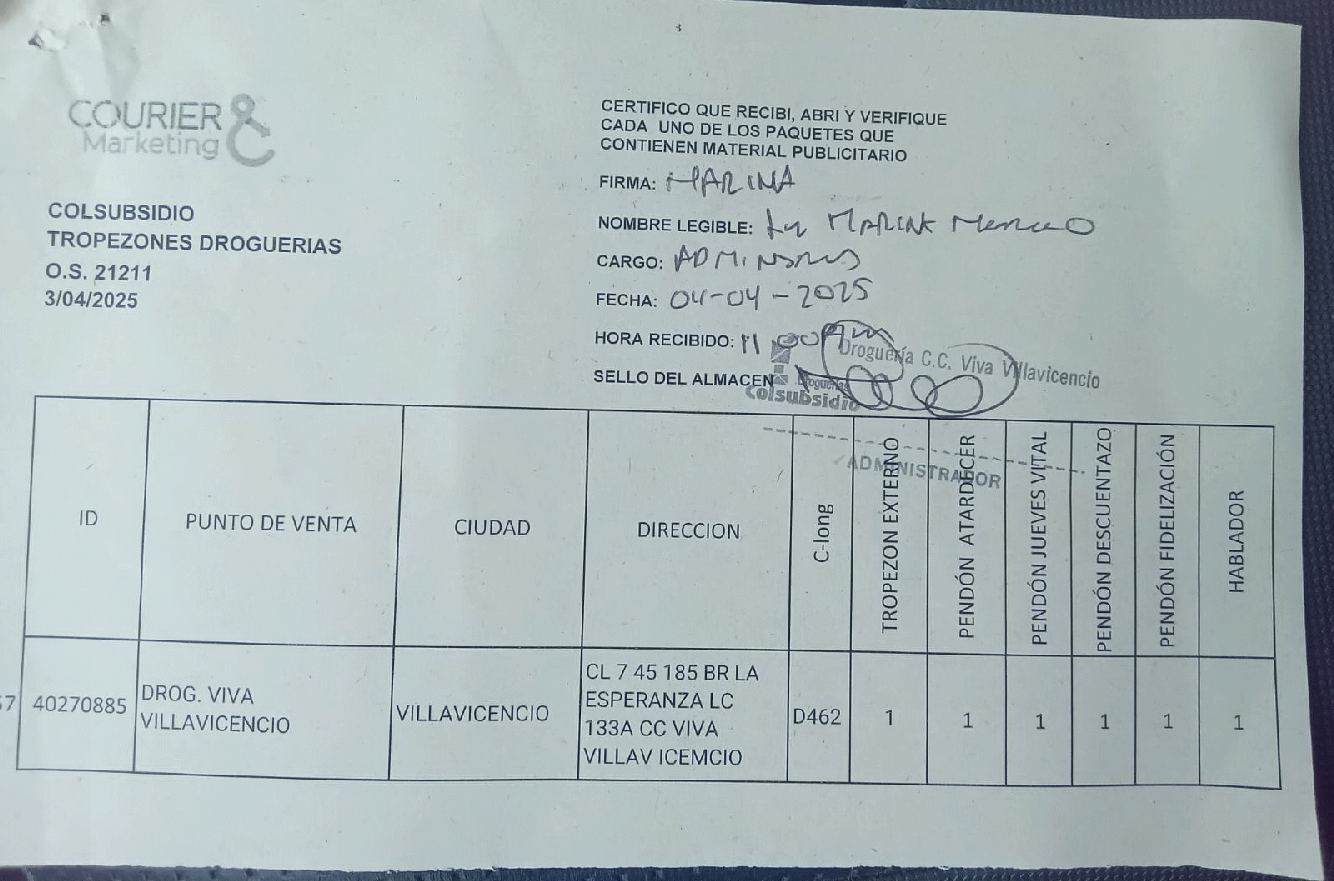 COURIER &
Marketing
COLSUBSIDIO
TROPEZONES DROGUERIAS
O.S. 21211
3/04/2025
CERTIFICO QUE RECIBI, ABRI Y VERIFIQUE
CADA UNO DE LOS PAQUETES QUE
CONTIENEN MATERIAL PUBLICITARIO
FIRMA: MARINA
NOMBRE LEGIBLE: MARINA
CARGO:
FECHA: 04-04-2025
HORA RECIBIDO: 11
Droguería C.C. Viva Villavicencio
SELLO DEL ALMACEN
Droguerías
Colsubsidio
ADMINISTRADOR
ID
PUNTO DE VENTA
CIUDAD
DIRECCION
C-long
TROPEZON EXTERNO
PENDÓN ATARDECER
PENDÓN JUEVES VITAL
PENDÓN DESCUENTAZO
PENDÓN FIDELIZACIÓN
HABLADOR
40270885
DROG. VIVA
VILLAVICENCIO
VILLAVICENCIO
CL 7 45 185 BR LA
ESPERANZA LC
133A CC VIVA
VILLAV ICEMCIO
D462
1
1
1
1
1
1